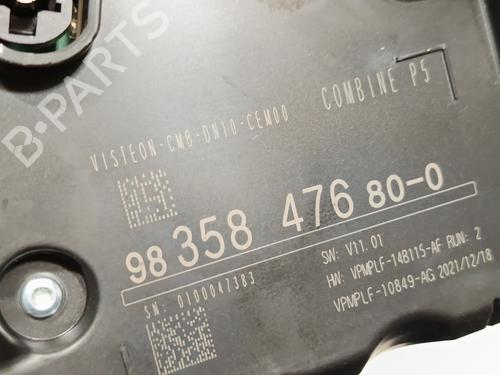 B-PARTS
VISTEON-CMB-DN10-CEM00
COMBINE P5
98 358 476 80-0
SN: 0100047383
SW: V11.01
HW: VPMPLF-14B115-AF RUN: 2
VPMPLF-10849-AG 2021/12/18